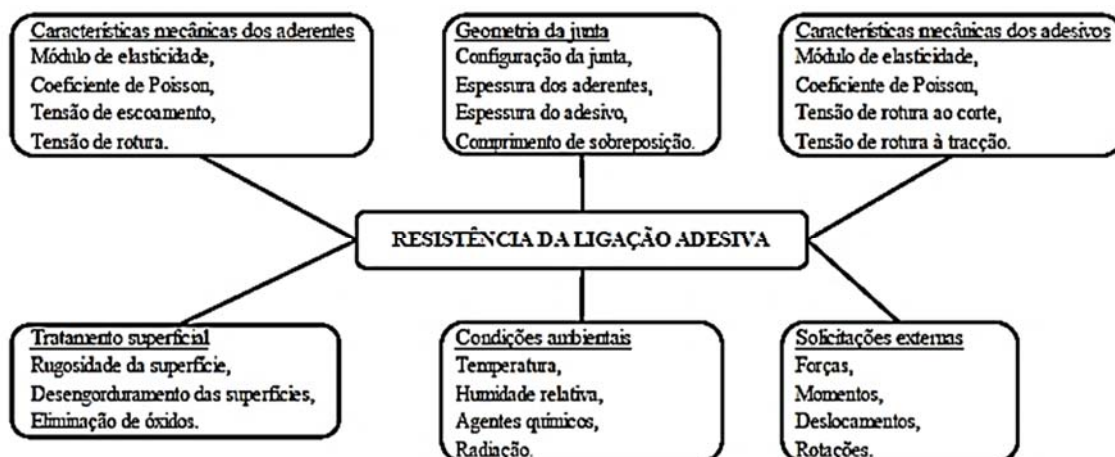 Características mecânicas dos aderentes
Módulo de elasticidade,
Coeficiente de Poisson,
Tensão de escoamento,
Tensão de rotura.
Geometria da junta
Configuração da junta,
Espessura dos aderentes,
Espessura do adesivo,
Comprimento de sobreposição.
Características mecânicas dos adesivos
Módulo de elasticidade,
Coeficiente de Poisson,
Tensão de rotura ao corte,
Tensão de rotura à tracção.
RESISTÊNCIA DA LIGAÇÃO ADESIVA
Tratamento superficial
Rugosidade da superfície,
Desengorduramento das superfícies,
Eliminação de óxidos.
Condições ambientais
Temperatura,
Humidade relativa,
Agentes químicos,
Radiação.
Solicitações externas
Forças,
Momentos,
Deslocamentos,
Rotações.